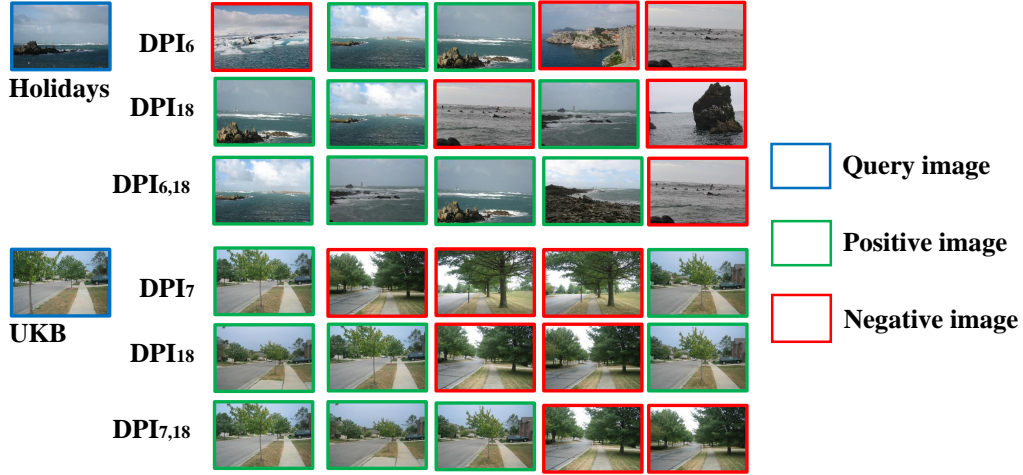 DPI6
Holidays
DPI18
DPI6,18
Query image
Positive image
Negative image
DPI7
UKB
DPI18
DPI7,18